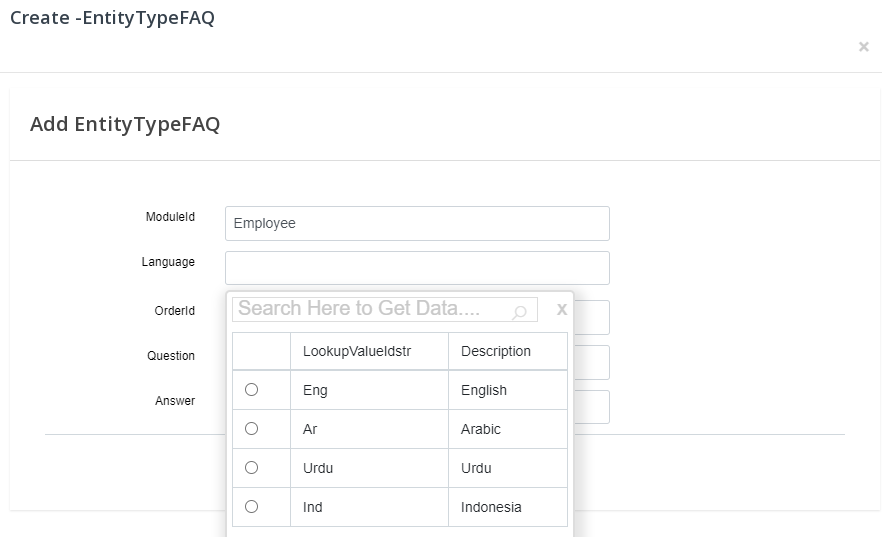 Create -EntityTypeFAQ
×
Add EntityTypeFAQ
ModuleId Employee
Language
Search Here to Get Data.... X
OrderId
Question
Answer
LookupValueIdstr Description
Eng English
Ar Arabic
Urdu Urdu
Ind Indonesia